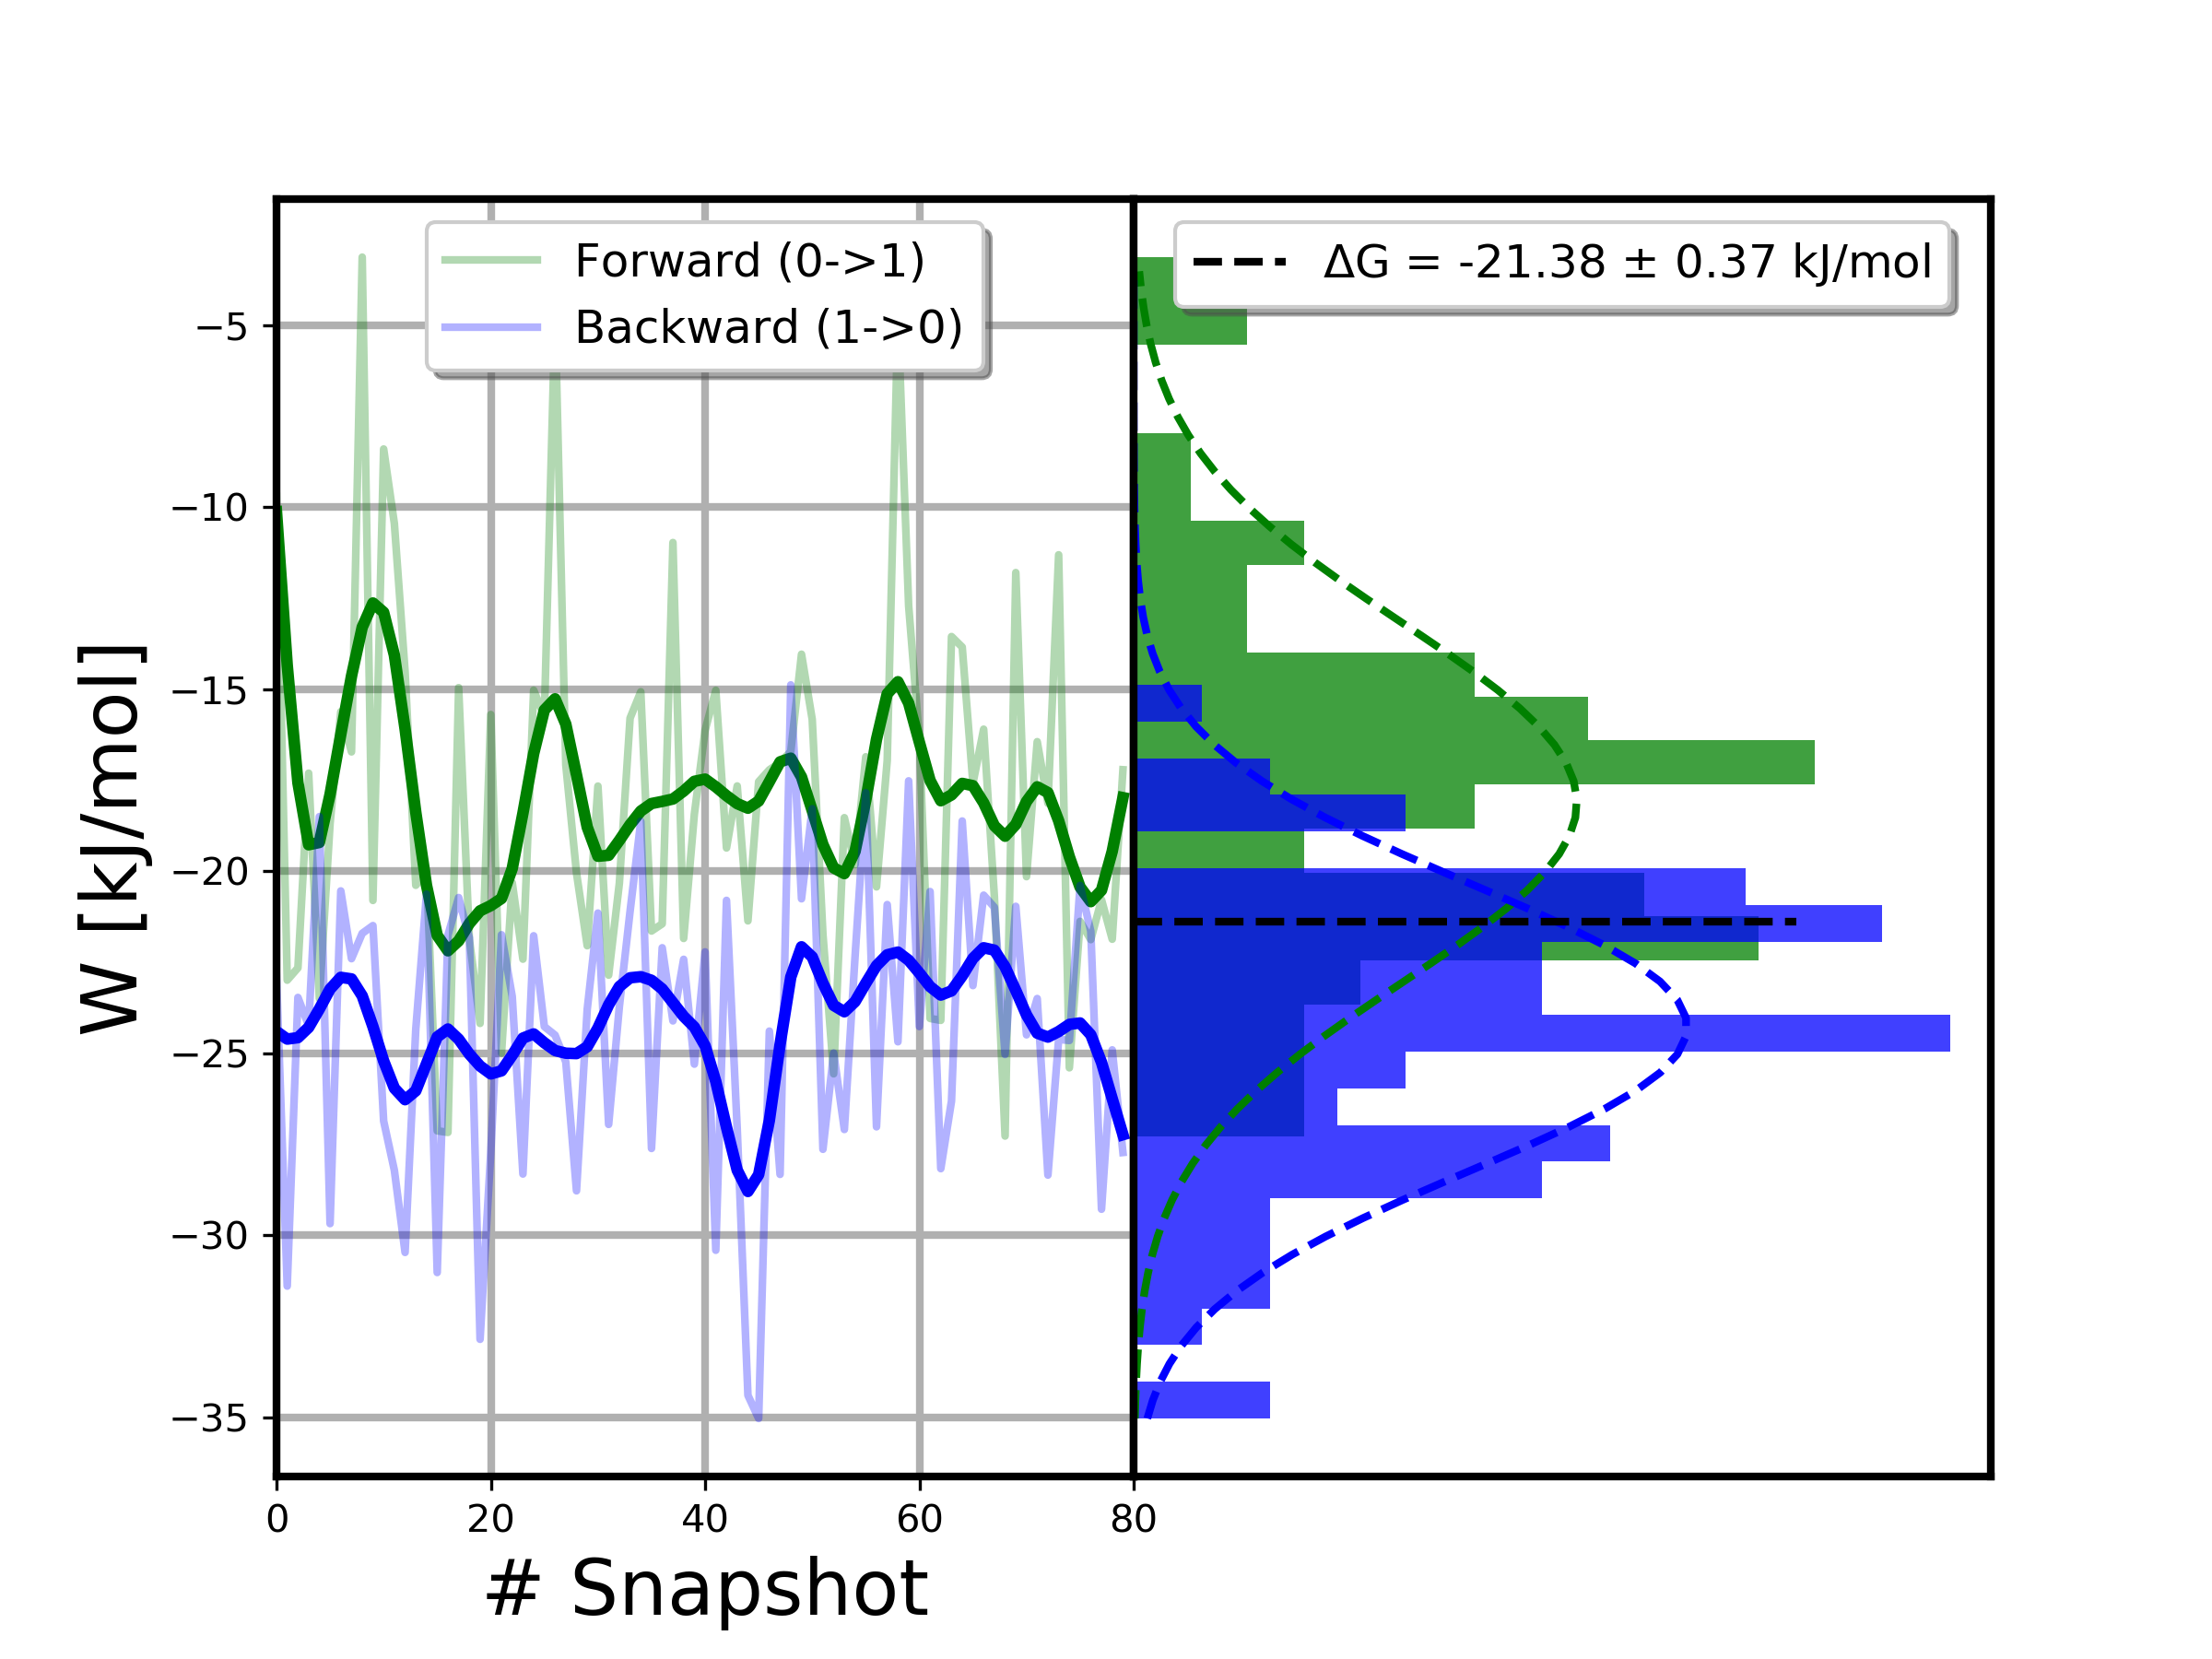 Forward (0->1)
Backward (1->0)
ΔG = -21.38 ± 0.37 kJ/mol
W [kJ/mol]
−5
−10
−15
−20
−25
−30
−35
0 20 40 60 80
# Snapshot